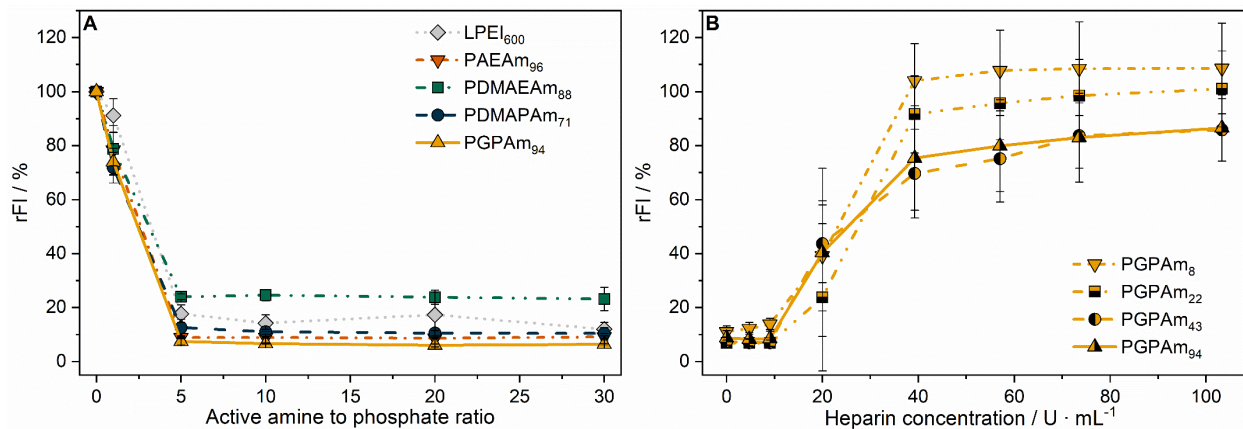 A
120
100
80
60
40
20
0
rFI / %
0 5 10 15 20 25 30
Active amine to phosphate ratio
LPEI₆₀₀
PAEAm₉₆
PDMAEAm₈₈
PDMAPAm₇₁
PGPAm₉₄
B
120
100
80
60
40
20
0
rFI / %
0 20 40 60 80 100
Heparin concentration / U · mL⁻¹
PGPAm₈
PGPAm₂₂
PGPAm₄₃
PGPAm₉₄